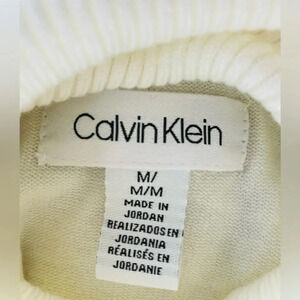 Calvin Klein
M/
M/M
MADE IN
JORDAN
REALIZADOS EN
JORDANIA
RÉALISÉS EN
JORDANIE